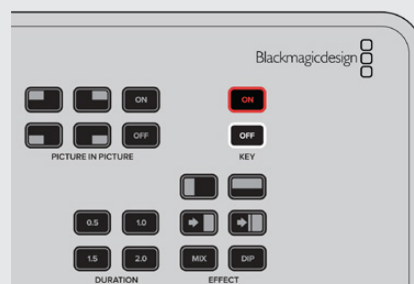 Blackmagicdesign
ON
ON
OFF
OFF
PICTURE IN PICTURE
KEY
0.5
1.0
1.5
2.0
MIX
DIP
DURATION
EFFECT